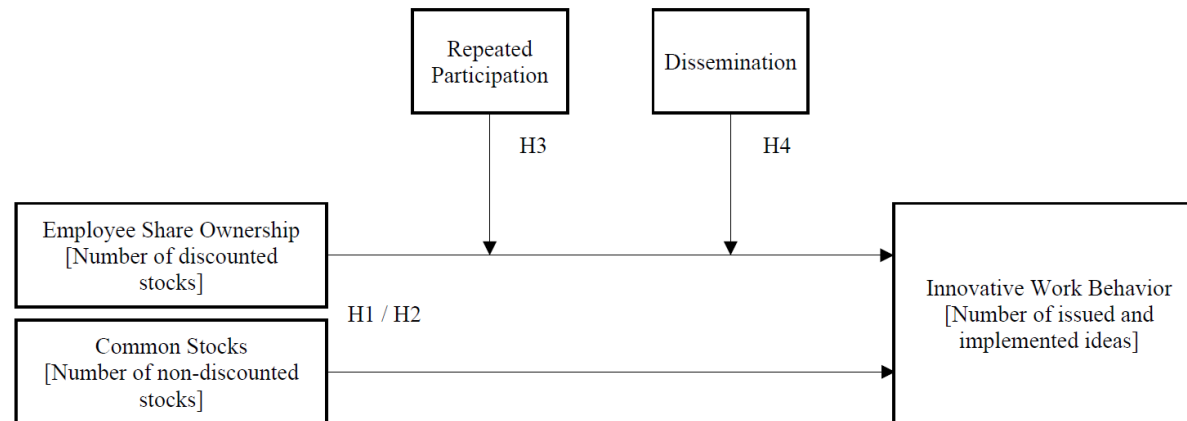 Repeated
Participation
Dissemination
H3
H4
Employee Share Ownership
[Number of discounted
stocks]
H1 / H2
Common Stocks
[Number of non-discounted
stocks]
Innovative Work Behavior
[Number of issued and
implemented ideas]